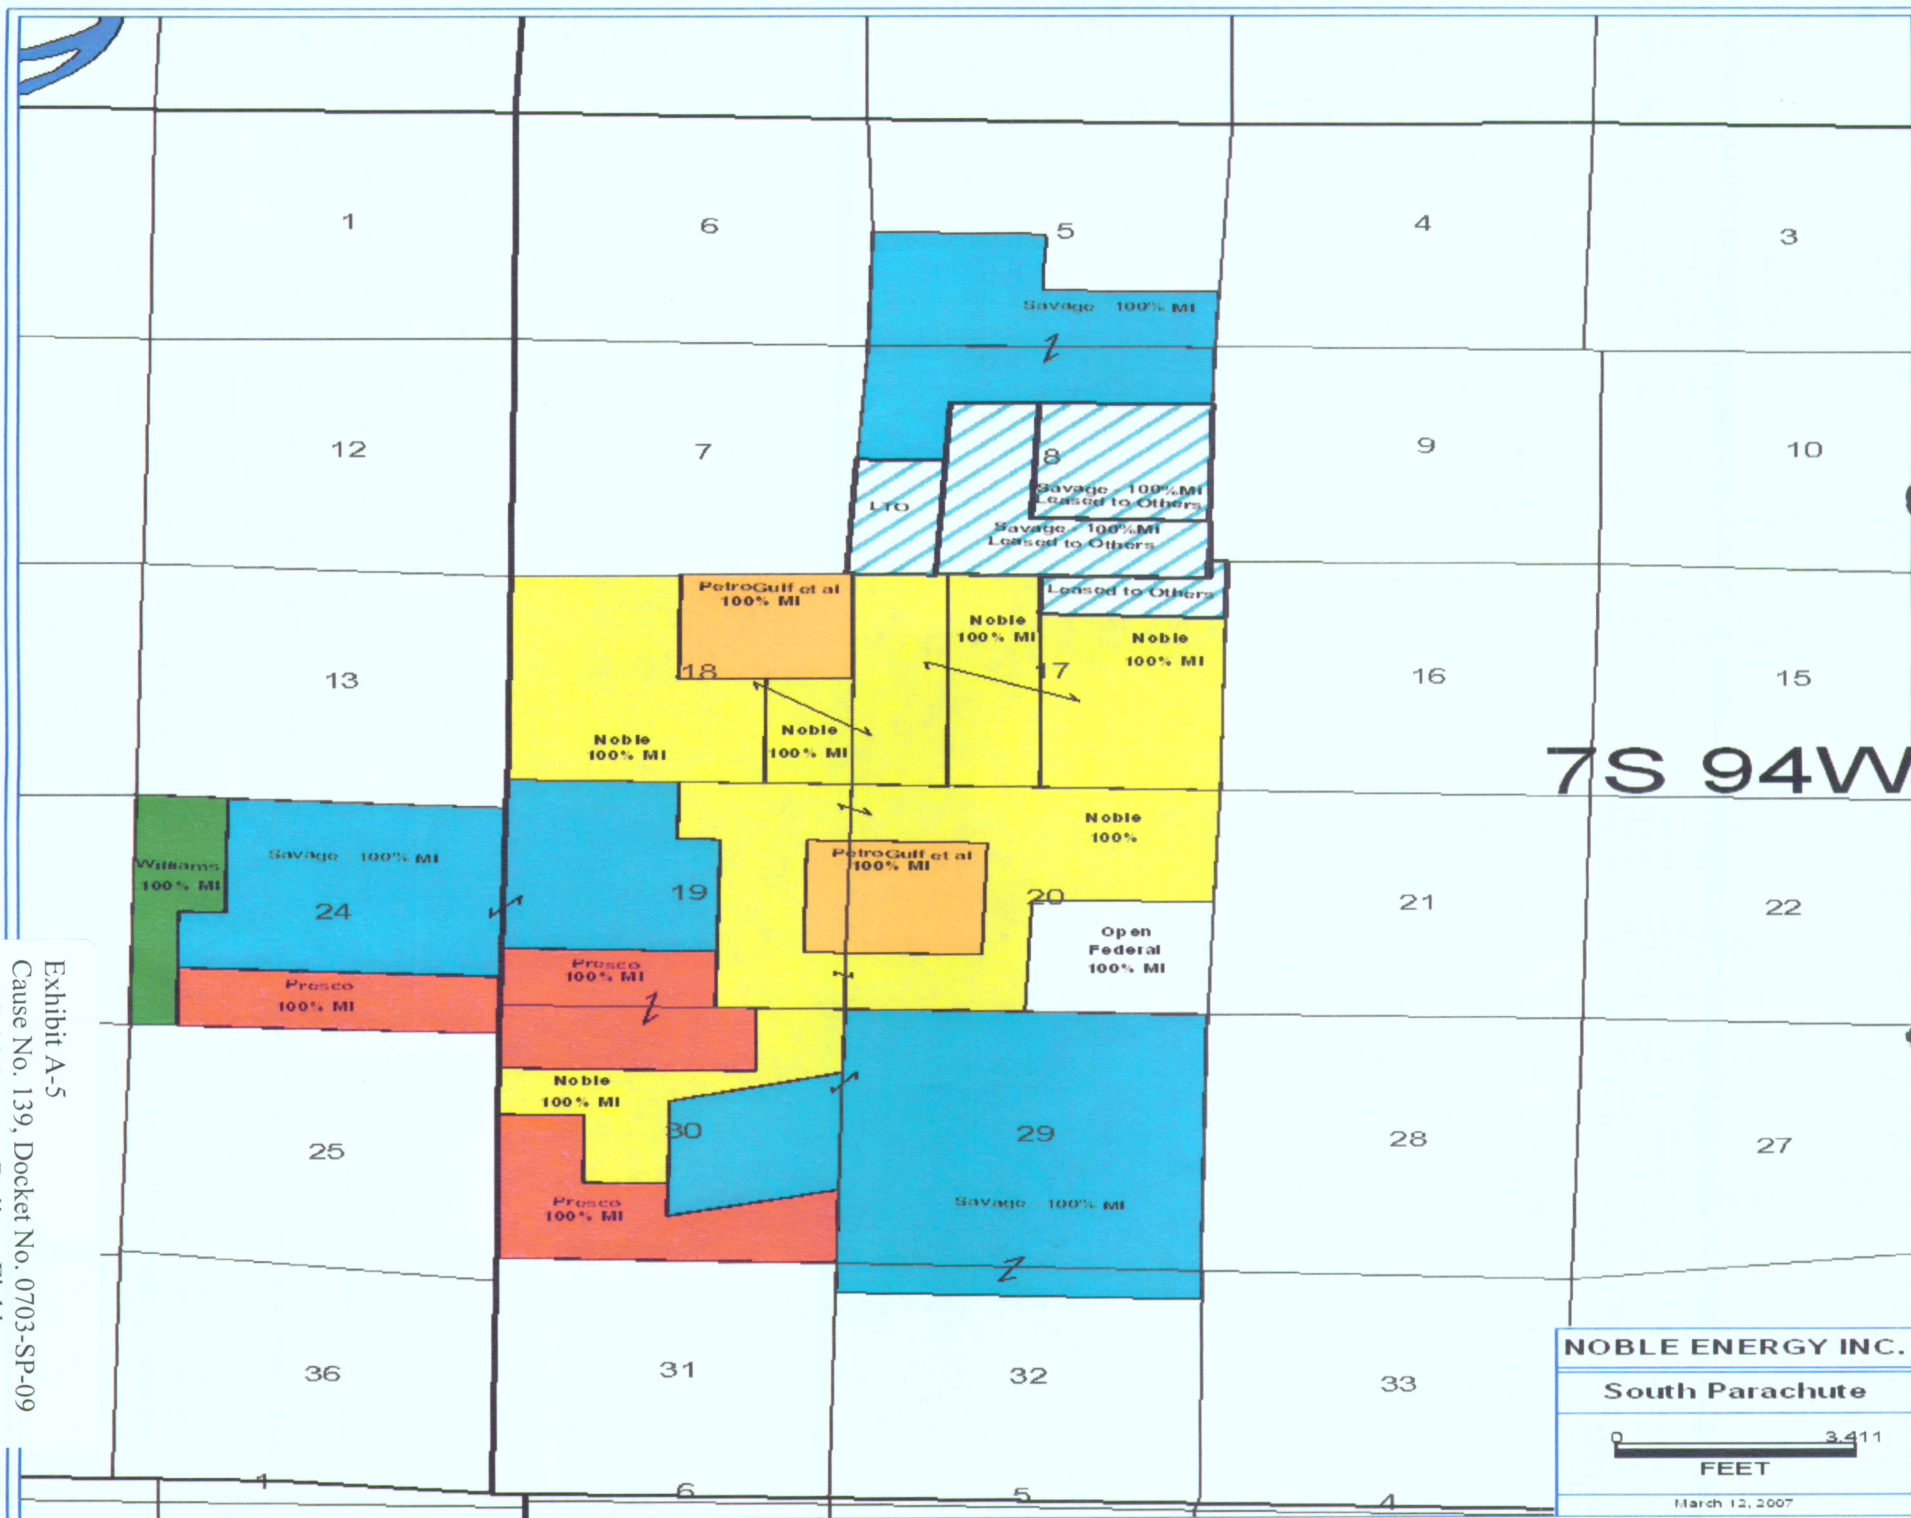 1
6
5
4
3
Savage 100% MI
12
7
8
9
10
Savage - 100%MI
Leased to Others
LTO
Savage - 100%MI
Leased to Others
PetroGulf et al
100% MI
Leased to Others
Noble
100% MI
Noble
100% MI
13
18
17
16
15
Noble
100% MI
Noble
100% MI
7S 94W
Noble
100%
Williams
100% MI
Savage 100% MI
24
19
PetroGulf et al
100% MI
20
21
22
Open
Federal
100% MI
Presco
100% MI
Presco
100% MI
Noble
100% MI
25
30
29
28
27
Presco
100% MI
Savage 100% MI
36
31
32
33
1
6
5
4
Exhibit A-5
Cause No. 139, Docket No. 0703-SP-09
NOBLE ENERGY INC.
South Parachute
0 3,411
FEET
March 12, 2007